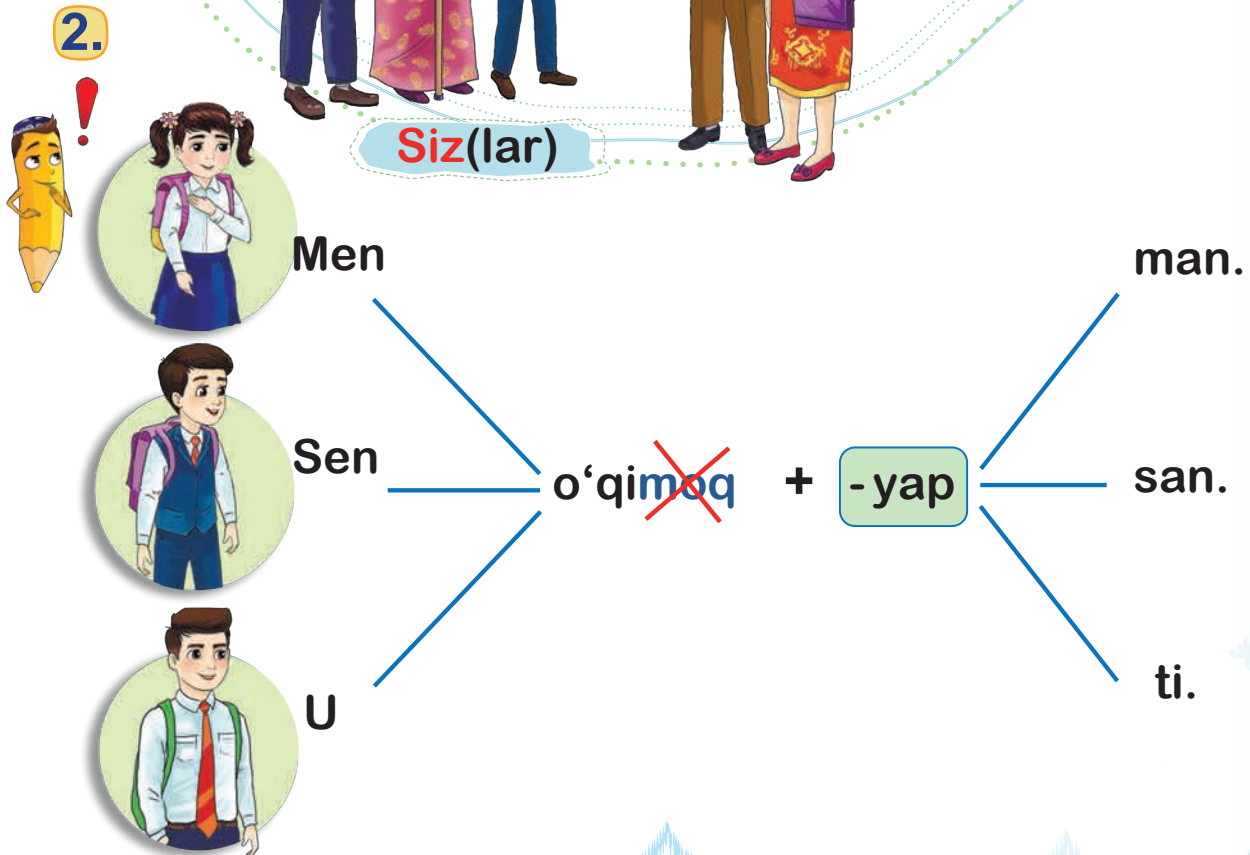 2.
!
Siz(lar)
Men man.
Sen o‘qimoq + -yap san.
U ti.